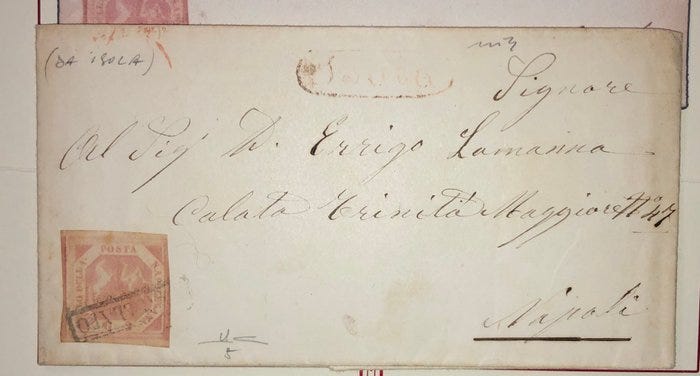 (DA ISOLA)
Signore
Al Sig.r D. Errigo Lamanna
Calata Trinità Maggiore N.o 47
Napoli
POSTA